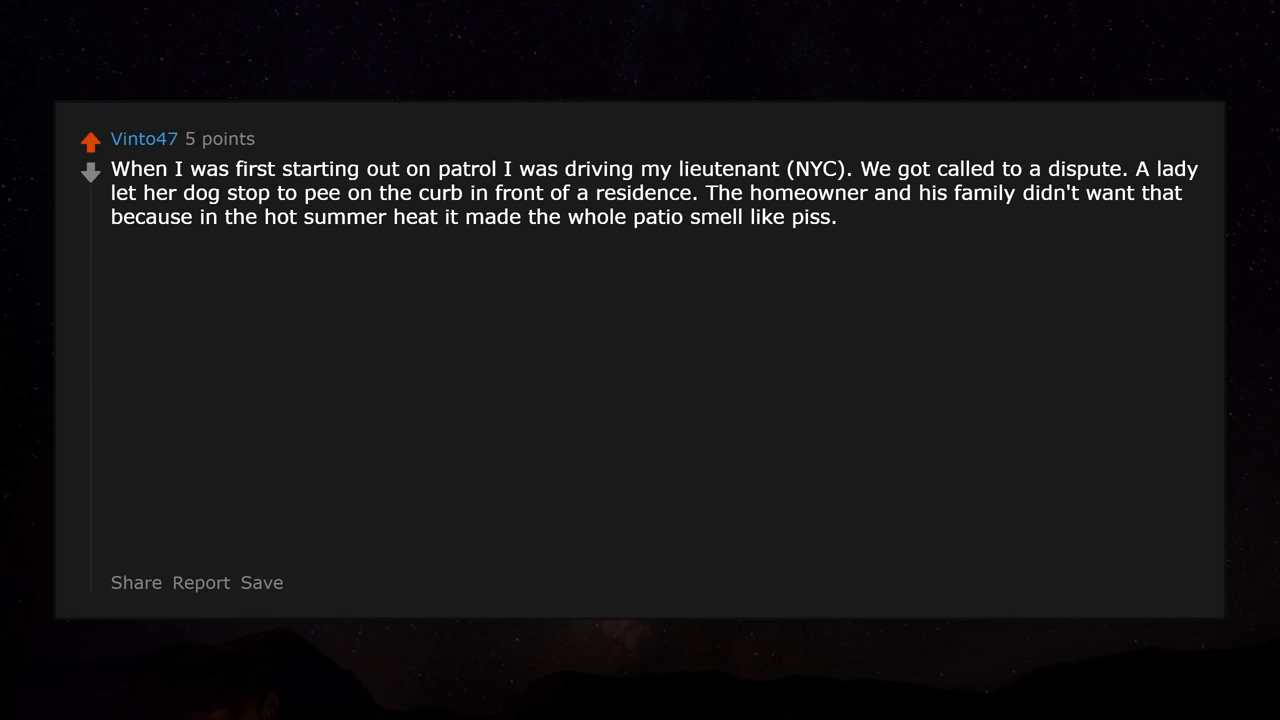 Vinto47 5 points
When I was first starting out on patrol I was driving my lieutenant (NYC). We got called to a dispute. A lady
let her dog stop to pee on the curb in front of a residence. The homeowner and his family didn't want that
because in the hot summer heat it made the whole patio smell like piss.
Share Report Save